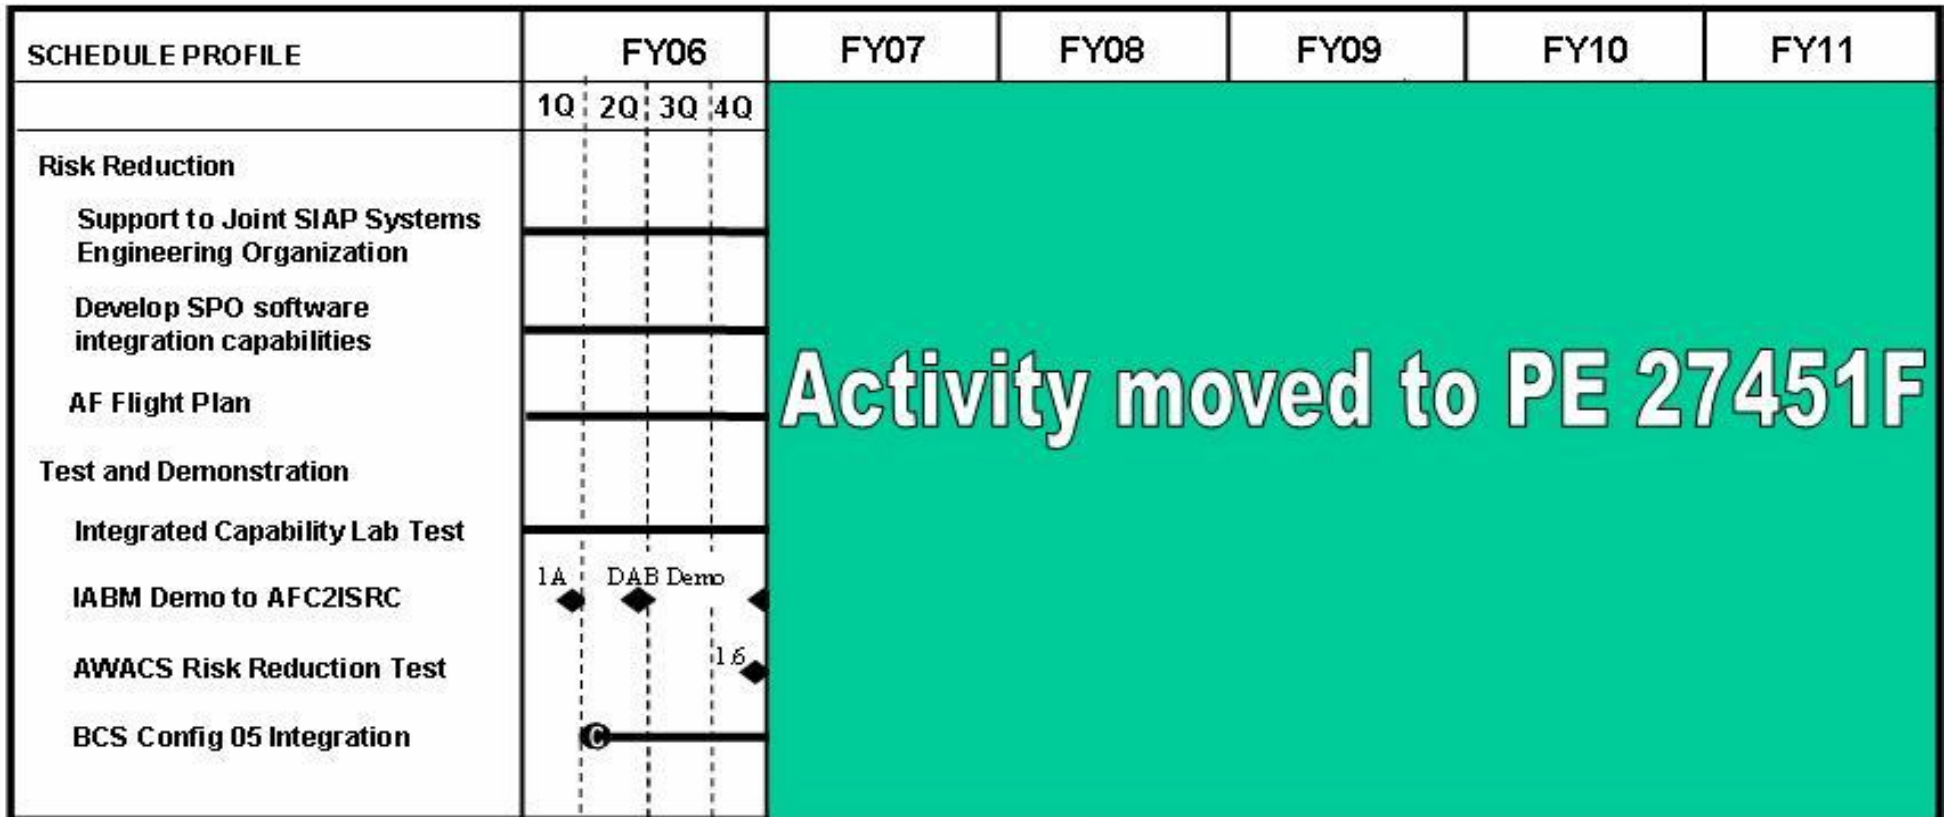 SCHEDULE PROFILE FY06 FY07 FY08 FY09 FY10 FY11
1Q 2Q 3Q 4Q
Risk Reduction
Support to Joint SIAP Systems
Engineering Organization
Develop SPO software
integration capabilities
Activity moved to PE 27451F
AF Flight Plan
Test and Demonstration
Integrated Capability Lab Test
1A DAB Demo
IABM Demo to AFC2ISRC
1.6
AWACS Risk Reduction Test
BCS Config 05 Integration C